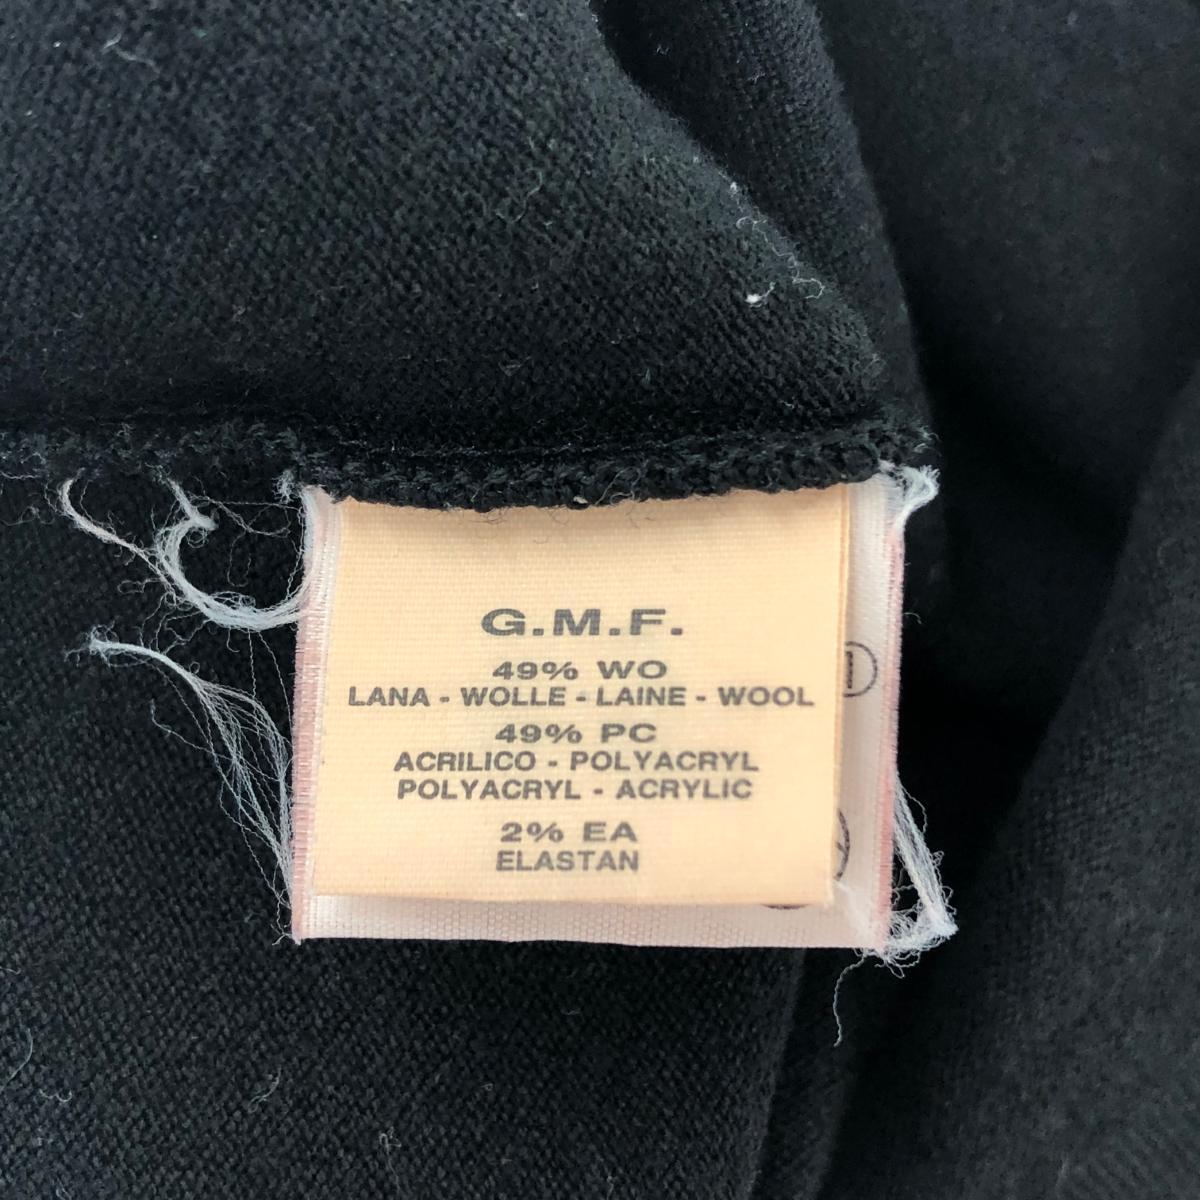 G.M.F.
49% WO
LANA - WOLLE - LAINE - WOOL
49% PC
ACRILICO - POLYACRYL
POLYACRYL - ACRYLIC
2% EA
ELASTAN